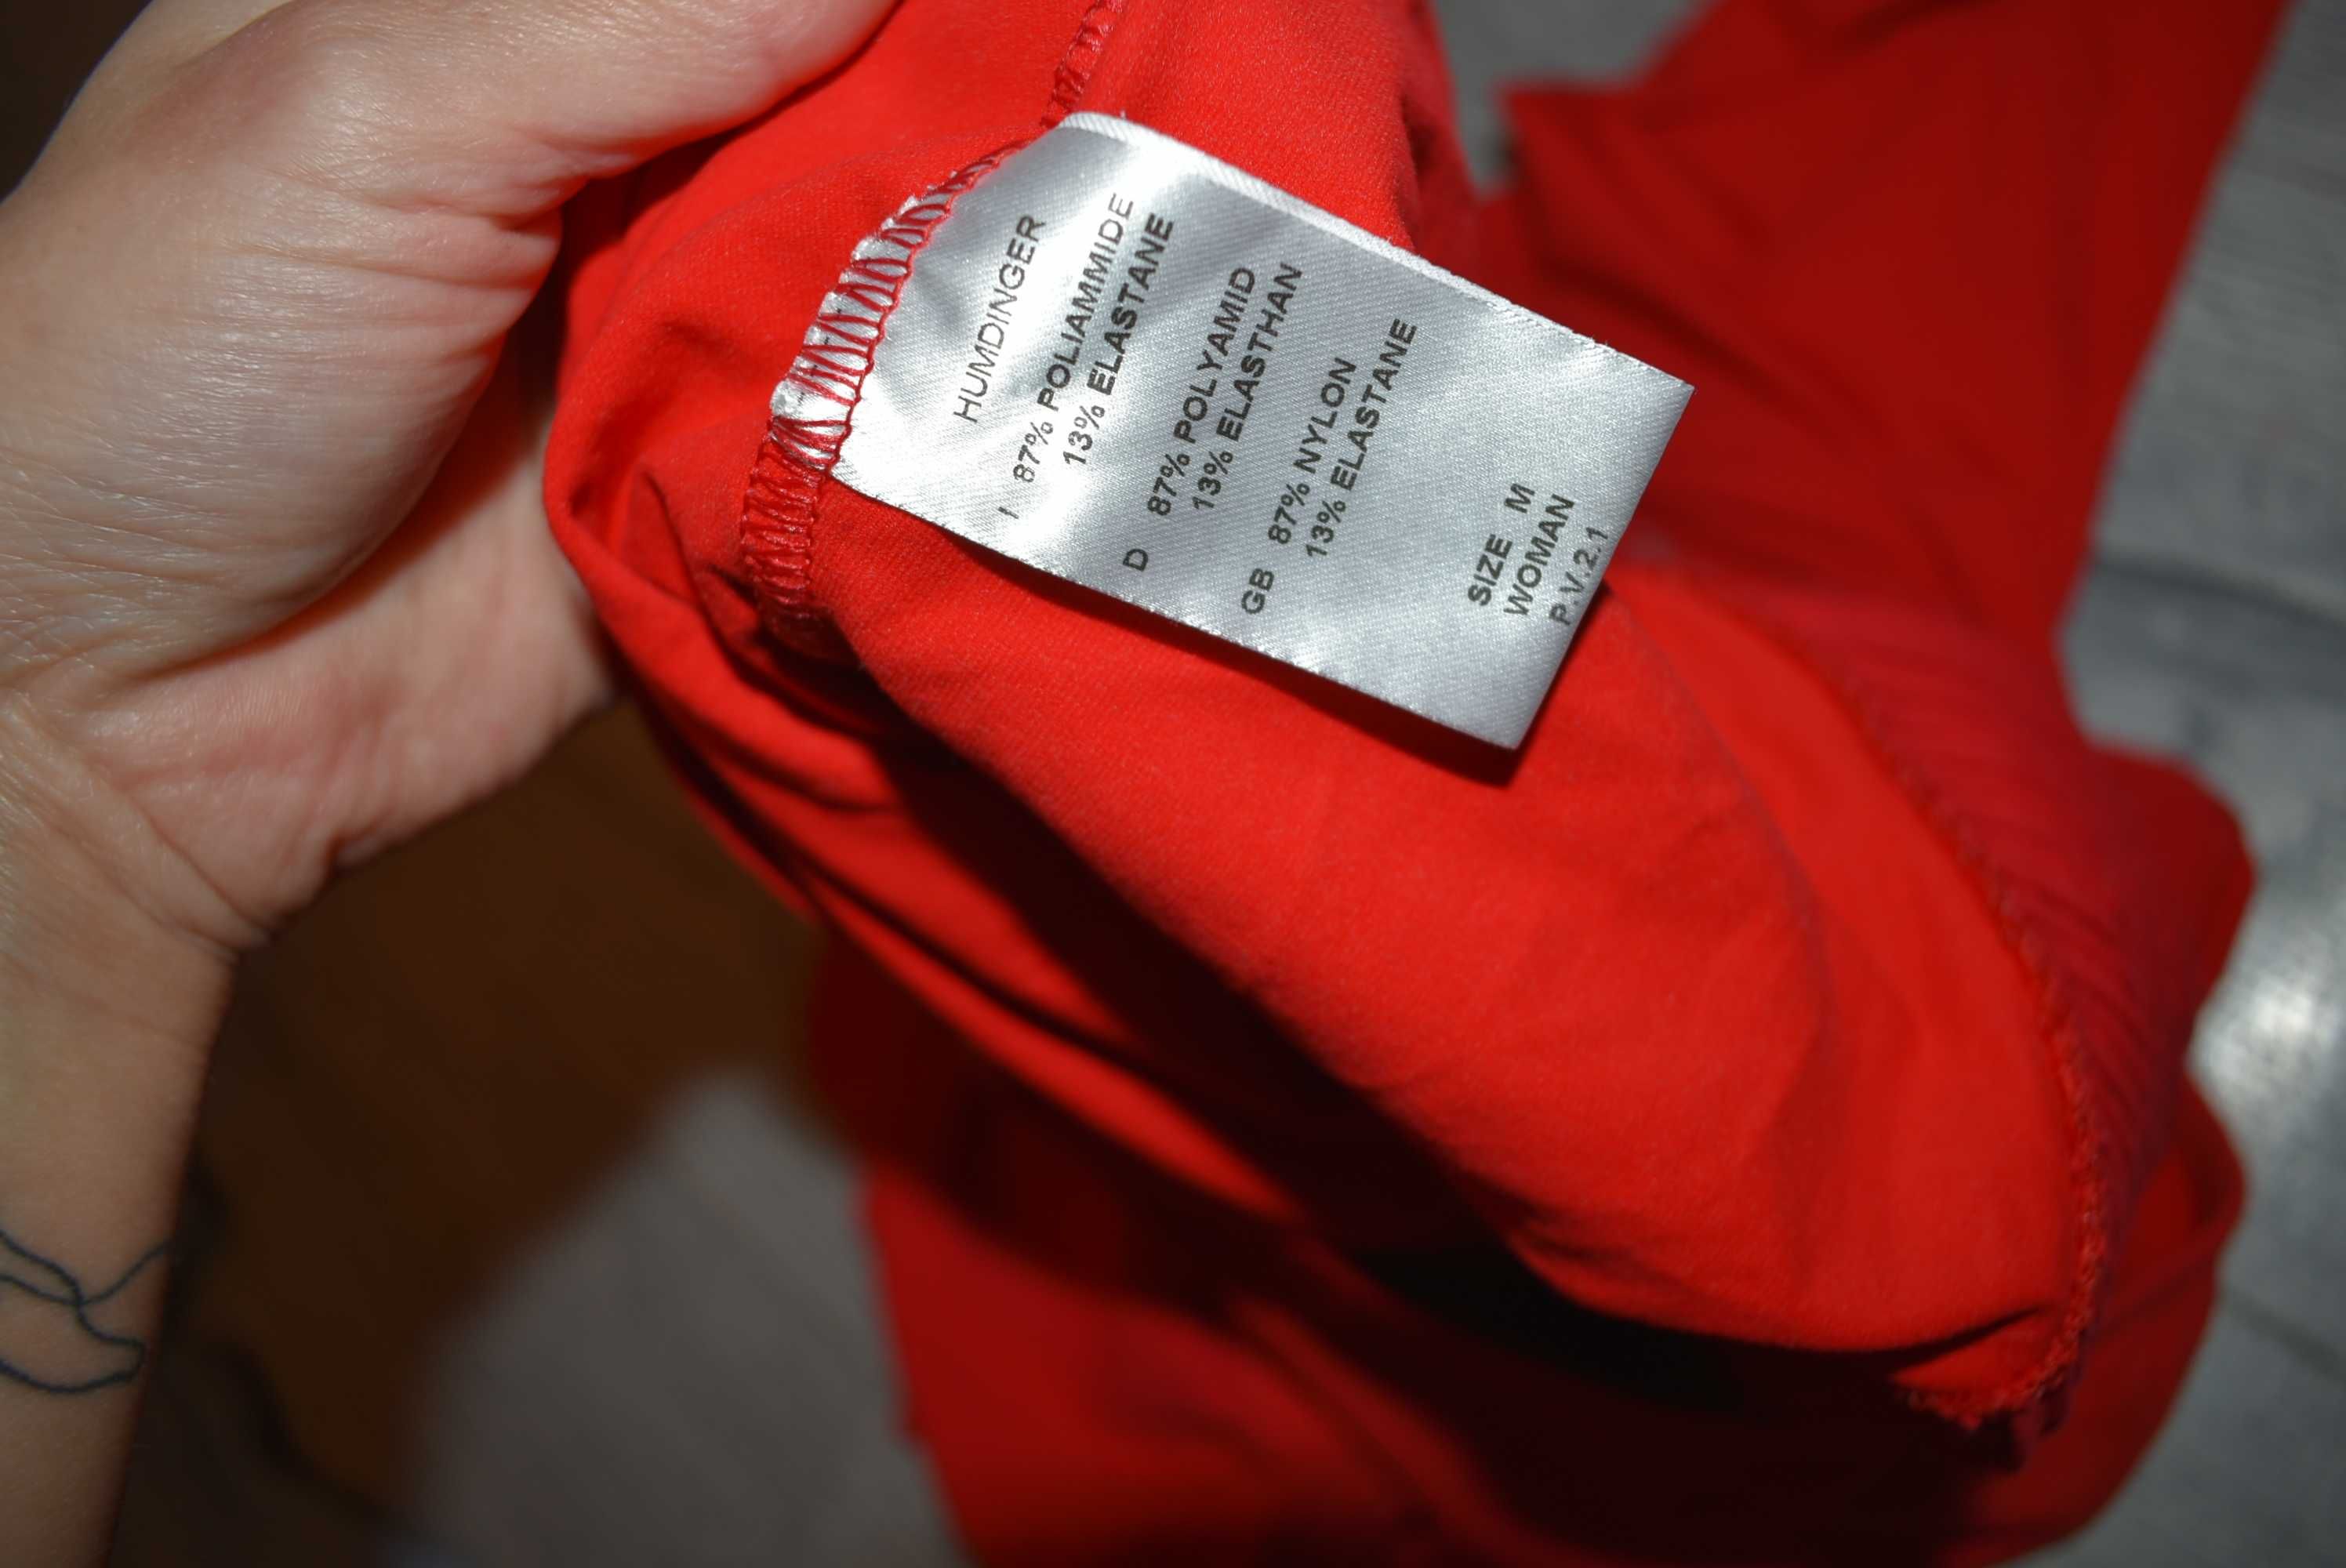 HUMDINGER
I 87% POLIAMMIDE
13% ELASTANE
D 87% POLYAMID
13% ELASTHAN
GB 87% NYLON
13% ELASTANE
SIZE M
WOMAN
P.V.2.1